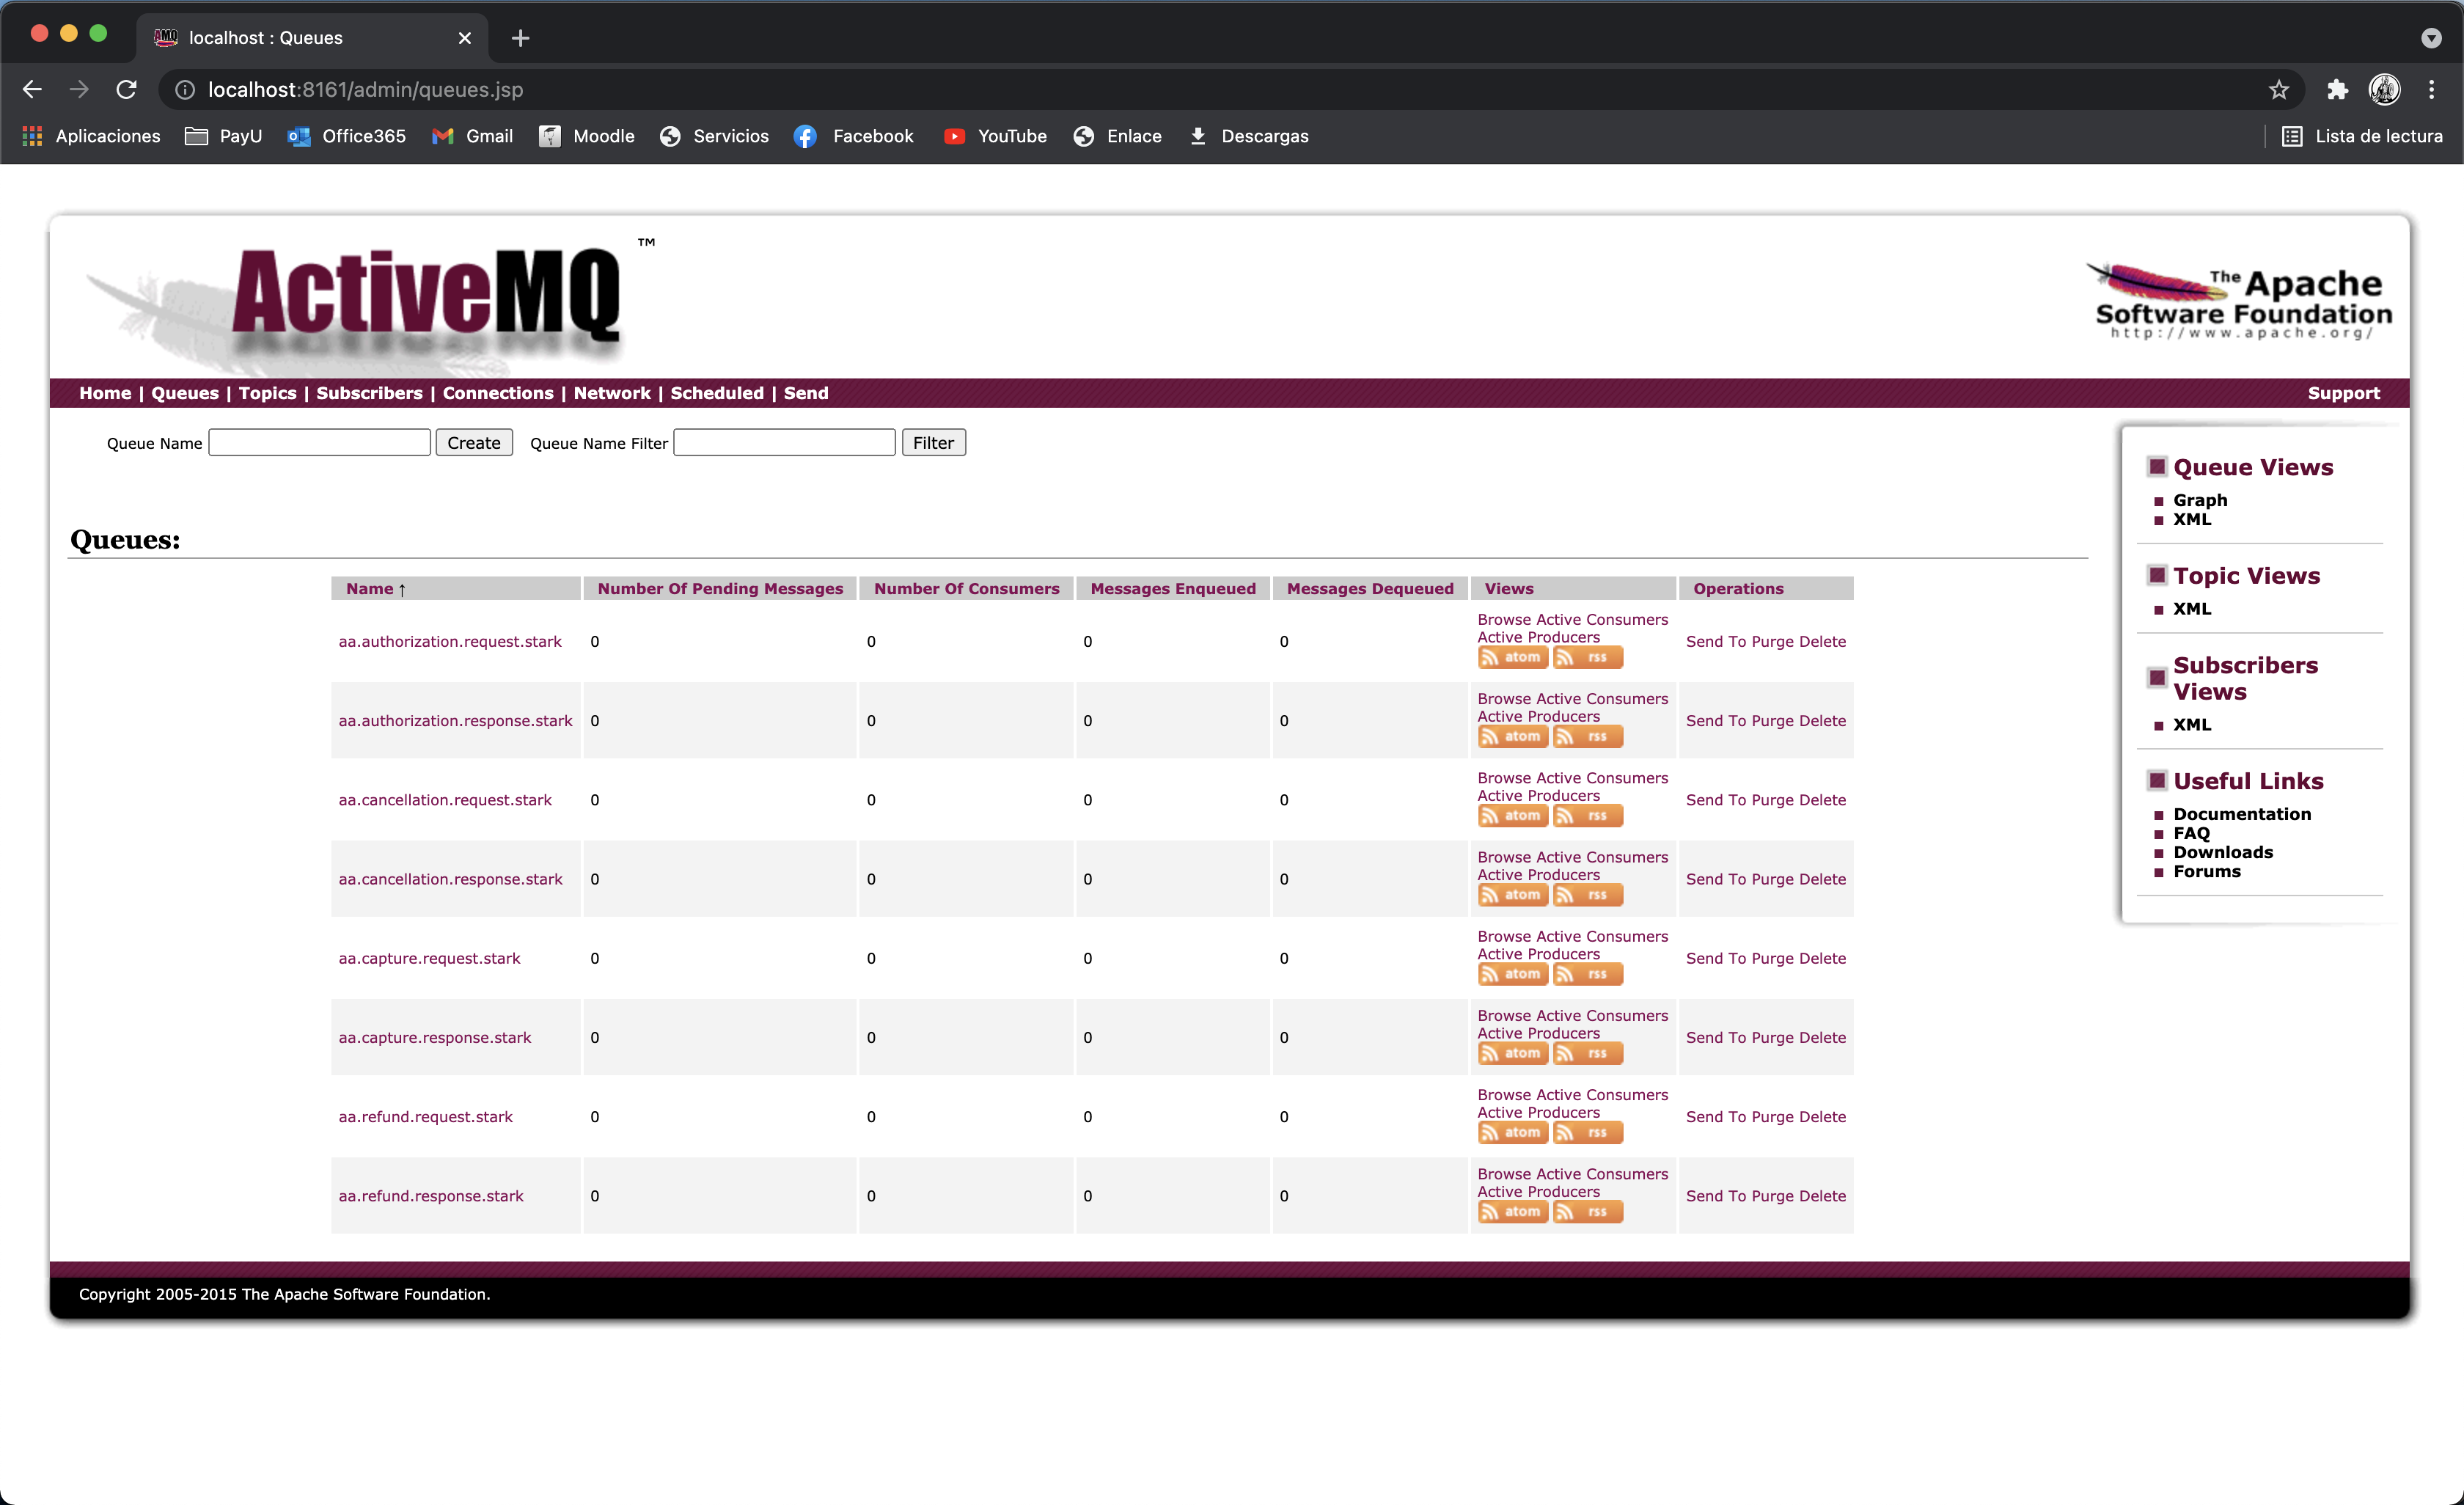 localhost : Queues
localhost:8161/admin/queues.jsp
Aplicaciones PayU Office365 Gmail Moodle Servicios Facebook YouTube Enlace Descargas Lista de lectura
ActiveMQ ™
The Apache
Software Foundation
http://www.apache.org/
Home | Queues | Topics | Subscribers | Connections | Network | Scheduled | Send Support
Queue Name Create Queue Name Filter Filter
Queues:
Name ↑ Number Of Pending Messages Number Of Consumers Messages Enqueued Messages Dequeued Views Operations
aa.authorization.request.stark 0 0 0 0 Browse Active Consumers
Active Producers
atom rss
Send To Purge Delete
aa.authorization.response.stark 0 0 0 0 Browse Active Consumers
Active Producers
atom rss
Send To Purge Delete
aa.cancellation.request.stark 0 0 0 0 Browse Active Consumers
Active Producers
atom rss
Send To Purge Delete
aa.cancellation.response.stark 0 0 0 0 Browse Active Consumers
Active Producers
atom rss
Send To Purge Delete
aa.capture.request.stark 0 0 0 0 Browse Active Consumers
Active Producers
atom rss
Send To Purge Delete
aa.capture.response.stark 0 0 0 0 Browse Active Consumers
Active Producers
atom rss
Send To Purge Delete
aa.refund.request.stark 0 0 0 0 Browse Active Consumers
Active Producers
atom rss
Send To Purge Delete
aa.refund.response.stark 0 0 0 0 Browse Active Consumers
Active Producers
atom rss
Send To Purge Delete
Queue Views
Graph
XML
Topic Views
XML
Subscribers
Views
XML
Useful Links
Documentation
FAQ
Downloads
Forums
Copyright 2005-2015 The Apache Software Foundation.